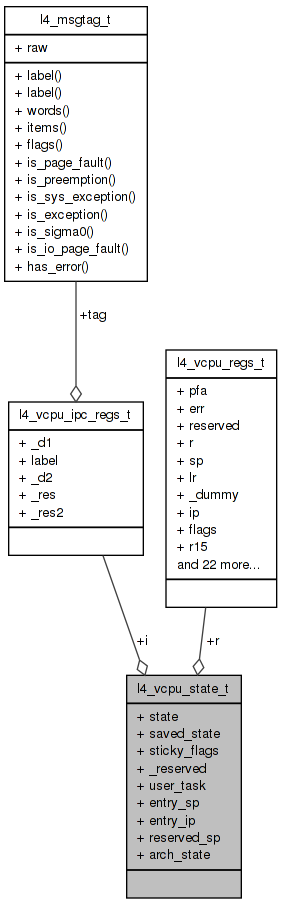 l4_msgtag_t
+ raw
+ label()
+ label()
+ words()
+ items()
+ flags()
+ is_page_fault()
+ is_preemption()
+ is_sys_exception()
+ is_exception()
+ is_sigma0()
+ is_io_page_fault()
+ has_error()
+tag
l4_vcpu_regs_t
+ pfa
+ err
+ reserved
+ r
+ sp
+ lr
+ _dummy
+ ip
+ flags
+ r15
and 22 more...
l4_vcpu_ipc_regs_t
+ _d1
+ label
+ _d2
+ _res
+ _res2
+i
+r
l4_vcpu_state_t
+ state
+ saved_state
+ sticky_flags
+ _reserved
+ user_task
+ entry_sp
+ entry_ip
+ reserved_sp
+ arch_state